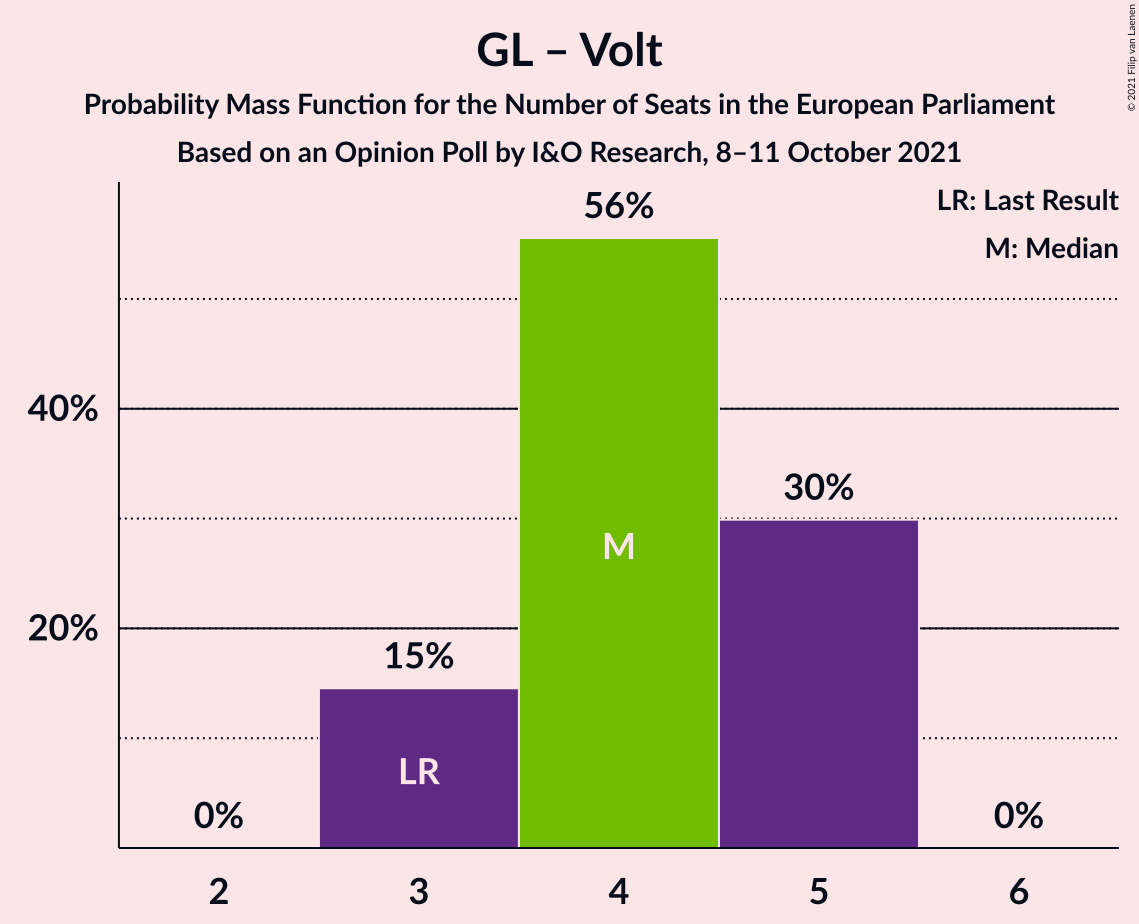 GL – Volt
Probability Mass Function for the Number of Seats in the European Parliament
Based on an Opinion Poll by I&O Research, 8–11 October 2021
© 2021 Filip van Laenen
LR: Last Result
M: Median
56%
40%
30%
M
20%
15%
LR
0%
0%
2 3 4 5 6